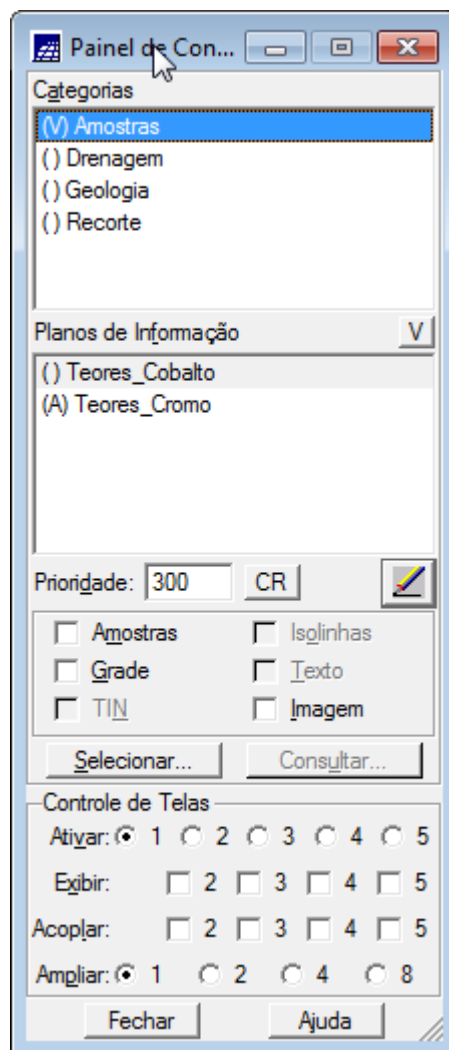 Painel de Con...
Categorias
(V) Amostras
( ) Drenagem
( ) Geologia
( ) Recorte
Planos de Informação V
( ) Teores_Cobalto
(A) Teores_Cromo
Prioridade: 300 CR
Amostras Isolinhas
Grade Texto
TIN Imagem
Selecionar... Consultar...
Controle de Telas
Ativar: 1 2 3 4 5
Exibir: 2 3 4 5
Acoplar: 2 3 4 5
Ampliar: 1 2 4 8
Fechar Ajuda